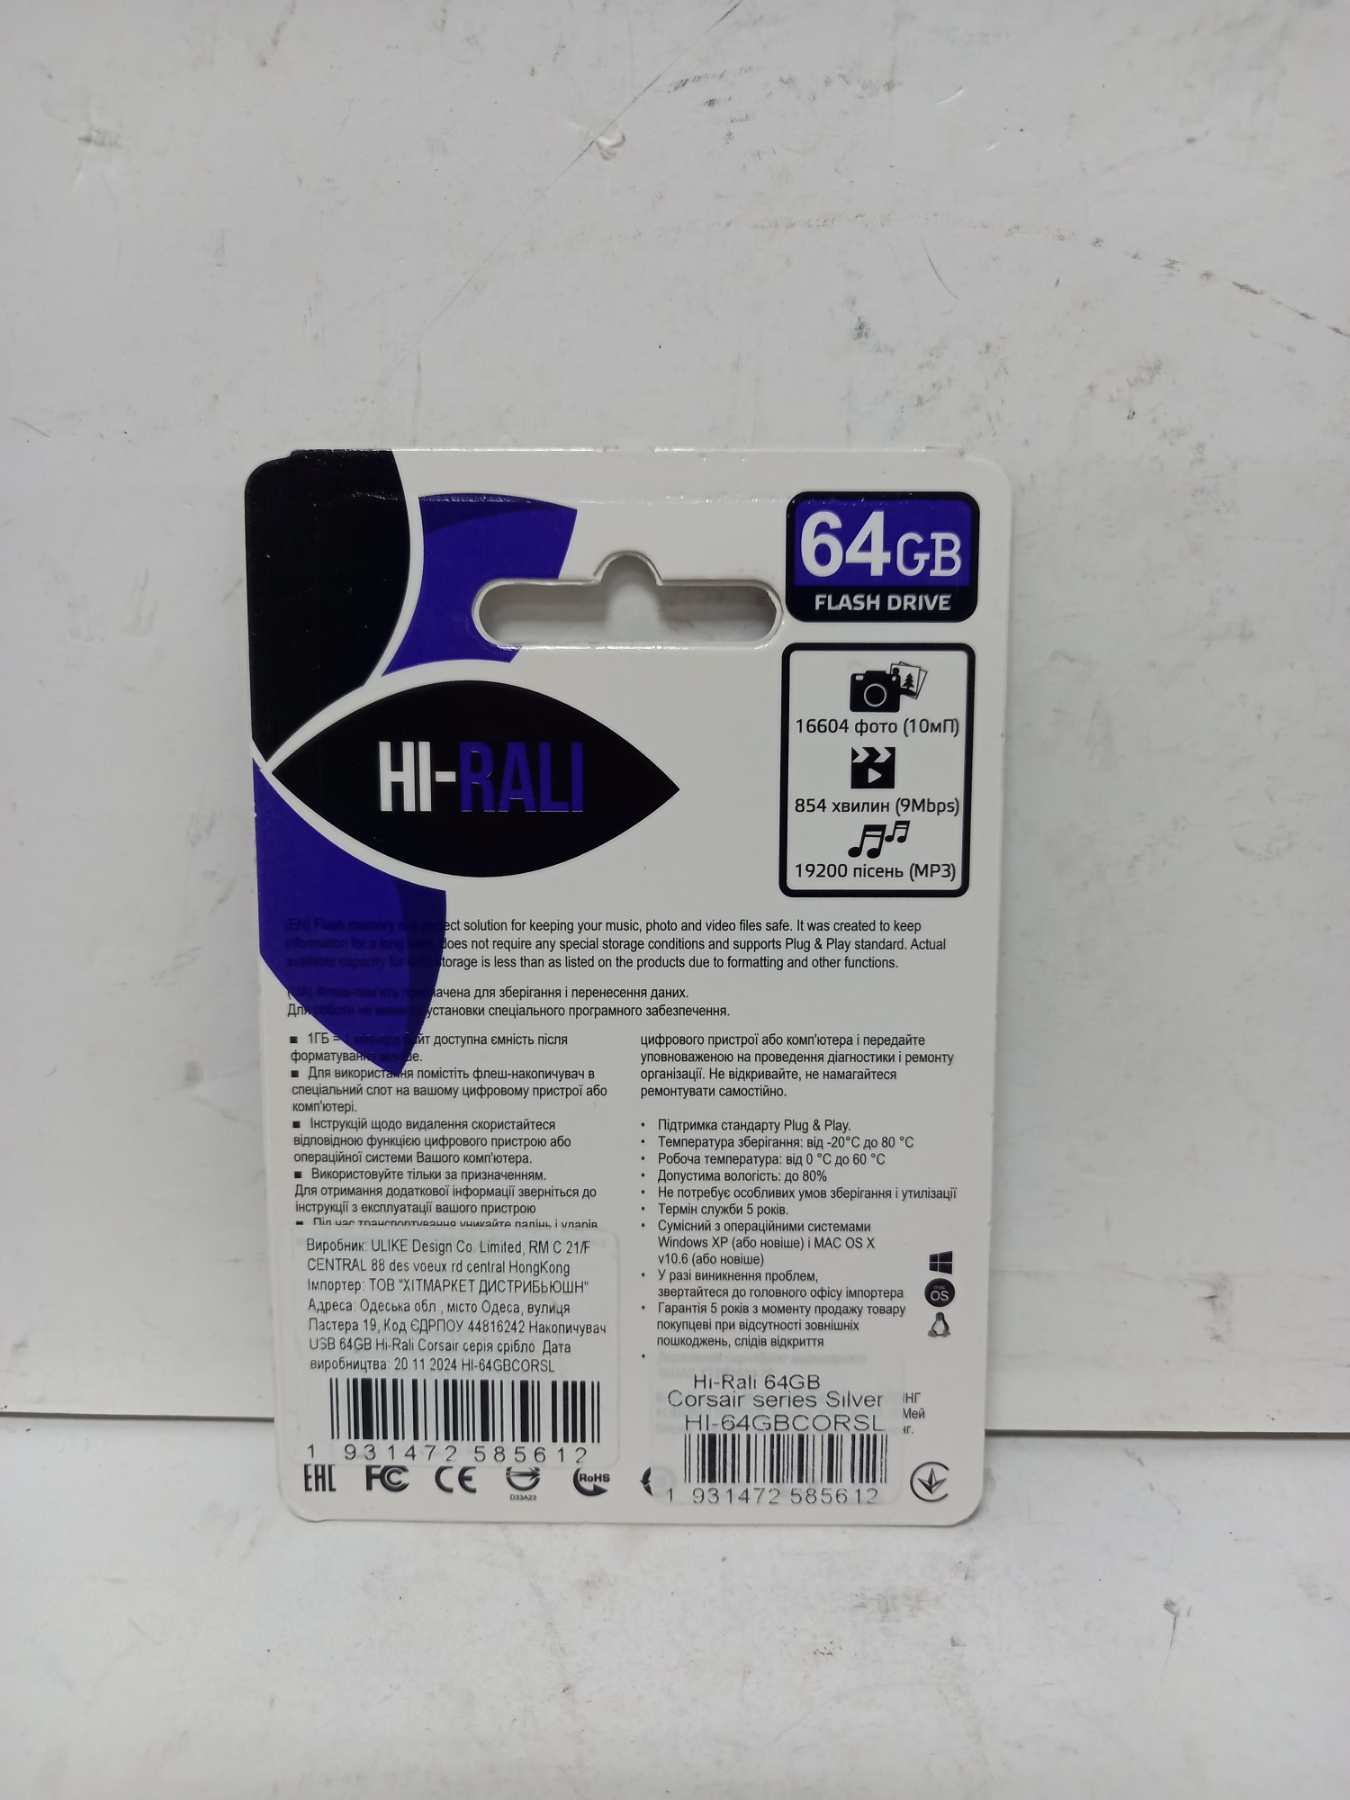 64GB
FLASH DRIVE
16604 фото (10мП)
854 хвилин (9Mbps)
19200 пісень (MP3)
HI-RALI
(EN) Flash memory is a perfect solution for keeping your music, photo and video files safe. It was created to keep
information for a long does not require any special storage conditions and supports Plug & Play standard. Actual
available capacity for data storage is less than as listed on the products due to formatting and other functions.
(UA) Флеш-пам'ять призначена для зберігання і перенесення даних.
Для роботи не вимагає установки спеціального програмного забезпечення.
■ 1ГБ = 1 мільярд байт доступна ємність після
форматування менше.
■ Для використання помістіть флеш-накопичувач в
спеціальний слот на вашому цифровому пристрої або
комп'ютері.
■ Інструкцій щодо видалення скористайтеся
відповідною функцією цифрового пристрою або
операційної системи Вашого комп'ютера.
■ Використовуйте тільки за призначенням.
Для отримання додаткової інформації зверніться до
інструкції з експлуатації вашого пристрою
■ Під час транспортування уникайте падінь і ударів
цифрового пристрої або комп'ютера і передайте
уповноваженою на проведення діагностики і ремонту
організації. Не відкривайте, не намагайтеся
ремонтувати самостійно.
• Підтримка стандарту Plug & Play.
• Температура зберігання: від -20°C до 80 °C
• Робоча температура: від 0 °C до 60 °C
• Допустима вологість: до 80%
• Не потребує особливих умов зберігання і утилізації
• Термін служби 5 років.
• Сумісний з операційними системами
Windows XP (або новіше) і MAC OS X
v10.6 (або новіше)
• У разі виникнення проблем,
звертайтеся до головного офісу імпортера
• Гарантія 5 років з моменту продажу товару
покупцеві при відсутності зовнішніх
пошкоджень, слідів відкриття
OS
Виробник: ULIKE Design Co. Limited, RM C 21/F
CENTRAL 88 des voeux rd central HongKong
Імпортер: ТОВ "ХІТМАРКЕТ ДИСТРИБЬЮШН"
Адреса: Одеська обл , місто Одеса, вулиця
Пастера 19, Код ЄДРПОУ 44816242 Накопичувач
USB 64GB Hi-Rali Corsair серія срібло Дата
виробництва: 20 11 2024 HI-64GBCORSL
1 931472 585612
EAC FC CE RoHS
Hi-Rali 64GB
Corsair series Silver
HI-64GBCORSL
1 931472 585612